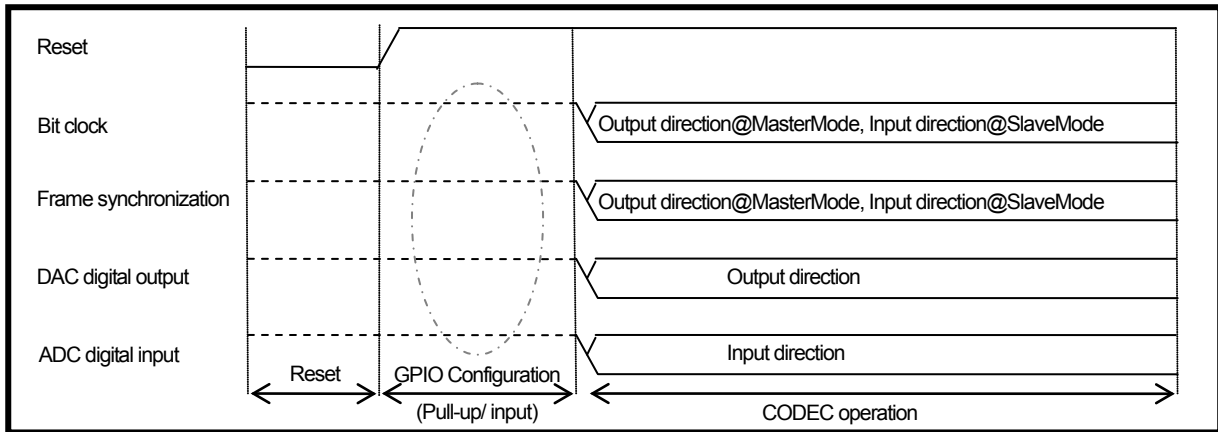 Reset
Bit clock
Output direction@MasterMode, Input direction@SlaveMode
Frame synchronization
Output direction@MasterMode, Input direction@SlaveMode
DAC digital output
Output direction
ADC digital input
Input direction
Reset
GPIO Configuration
(Pull-up/ input)
CODEC operation